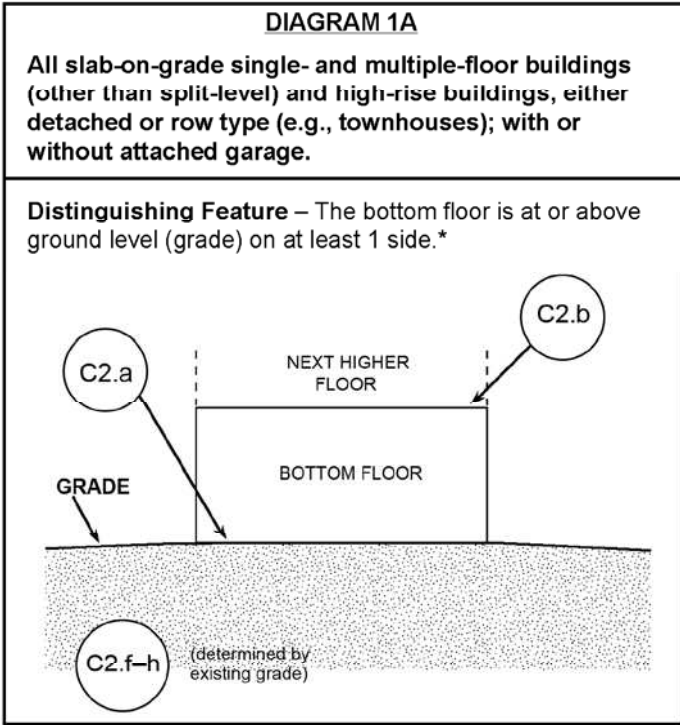 DIAGRAM 1A
All slab-on-grade single- and multiple-floor buildings
(other than split-level) and high-rise buildings, either
detached or row type (e.g., townhouses); with or
without attached garage.
Distinguishing Feature – The bottom floor is at or above
ground level (grade) on at least 1 side.*
C2.b
C2.a
NEXT HIGHER
FLOOR
BOTTOM FLOOR
GRADE
C2.f–h
(determined by
existing grade)